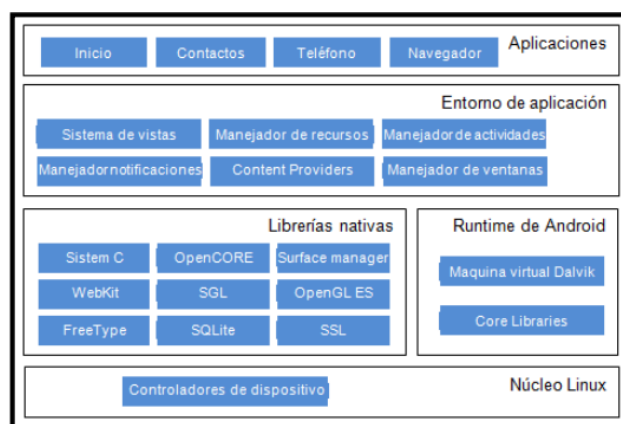 Aplicaciones
Inicio
Contactos
Teléfono
Navegador
Entorno de aplicación
Sistema de vistas
Manejador de recursos
Manejador de actividades
Manejador notificaciones
Content Providers
Manejador de ventanas
Librerías nativas
Sistem C
OpenCORE
Surface manager
WebKit
SGL
OpenGL ES
FreeType
SQLite
SSL
Runtime de Android
Maquina virtual Dalvik
Core Libraries
Núcleo Linux
Controladores de dispositivo